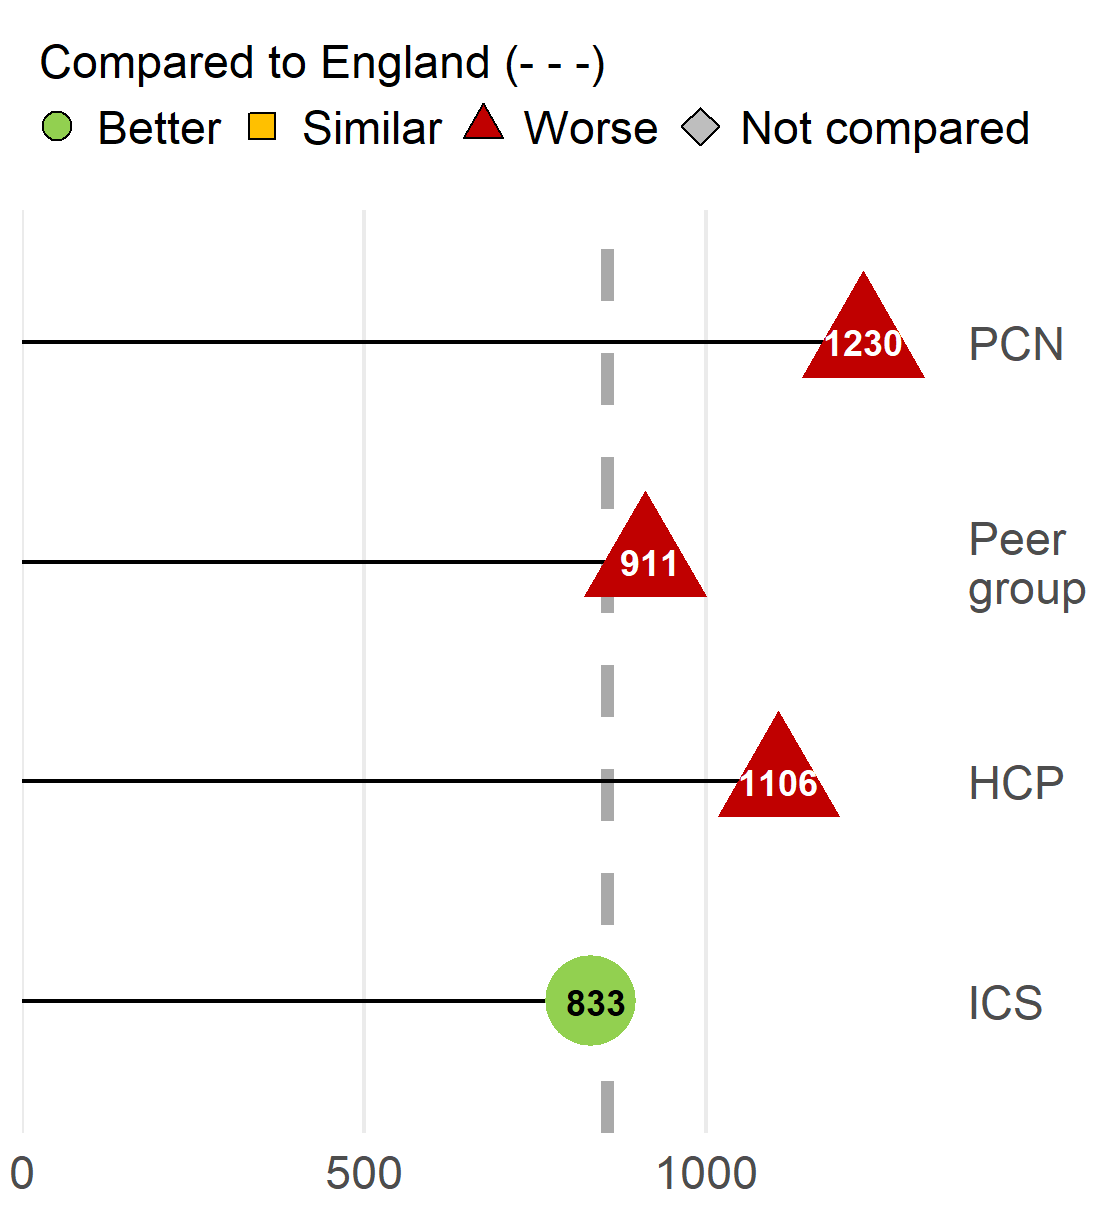 Compared to England (- - -)
Better Similar Worse Not compared
1230 PCN
911 Peer
group
1106 HCP
833 ICS
0 500 1000